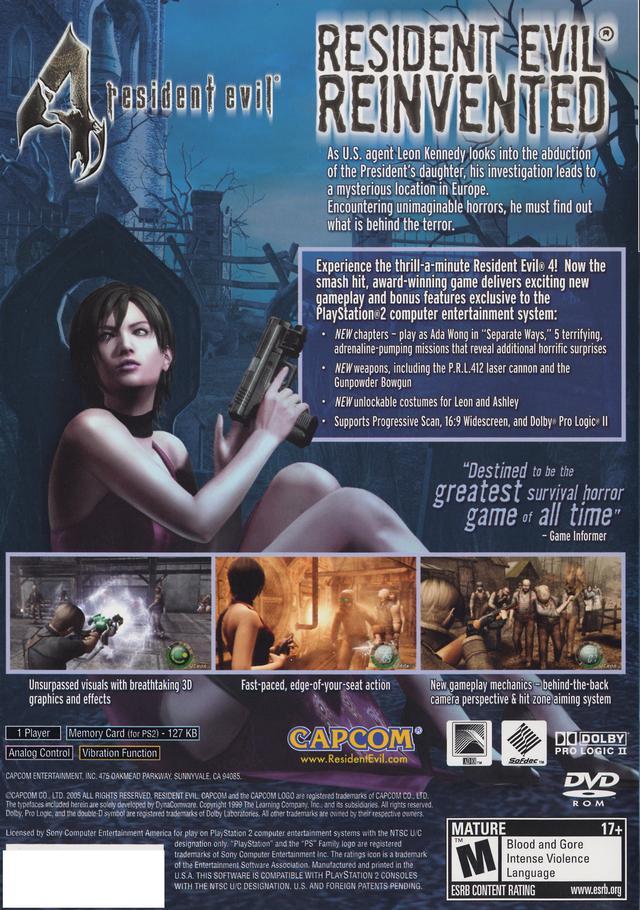 4 resident evil®
RESIDENT EVIL®
REINVENTED
As U.S. agent Leon Kennedy looks into the abduction
of the President's daughter, his investigation leads to
a mysterious location in Europe.
Encountering unimaginable horrors, he must find out
what is behind the terror.
Experience the thrill-a-minute Resident Evil® 4! Now the
smash hit, award-winning game delivers exciting new
gameplay and bonus features exclusive to the
PlayStation®2 computer entertainment system:
• NEW chapters – play as Ada Wong in "Separate Ways," 5 terrifying,
adrenaline-pumping missions that reveal additional horrific surprises
• NEW weapons, including the P.R.L.412 laser cannon and the
Gunpowder Bowgun
• NEW unlockable costumes for Leon and Ashley
• Supports Progressive Scan, 16:9 Widescreen, and Dolby® Pro Logic® II
"Destined to be the
greatest survival horror
game of all time"
– Game Informer
Unsurpassed visuals with breathtaking 3D
graphics and effects
Fast-paced, edge-of-your-seat action
New gameplay mechanics – behind-the-back
camera perspective & hit zone aiming system
1 Player
Memory Card (for PS2) - 127 KB
Analog Control
Vibration Function
CAPCOM®
www.ResidentEvil.com
ADX™
Sofdec™
DOLBY
PRO LOGIC II
DVD
ROM
CAPCOM ENTERTAINMENT, INC. 475 OAKMEAD PARKWAY, SUNNYVALE, CA 94085.
©CAPCOM CO., LTD. 2005 ALL RIGHTS RESERVED. RESIDENT EVIL, CAPCOM and the CAPCOM LOGO are registered trademarks of CAPCOM CO., LTD.
The typefaces included herein are solely developed by DynaComware. Copyright 1999 The Learning Company, Inc. and its subsidiaries. All rights reserved.
Dolby, Pro Logic, and the double-D symbol are registered trademarks of Dolby Laboratories. All other trademarks are owned by their respective owners.
Licensed by Sony Computer Entertainment America for play on PlayStation 2 computer entertainment systems with the NTSC U/C
designation only. "PlayStation" and the "PS" Family logo are registered
trademarks of Sony Computer Entertainment Inc. The ratings icon is a trademark
of the Entertainment Software Association. Manufactured and printed in the
U.S.A. THIS SOFTWARE IS COMPATIBLE WITH PLAYSTATION 2 CONSOLES
WITH THE NTSC U/C DESIGNATION. U.S. AND FOREIGN PATENTS PENDING.
MATURE 17+
M
Blood and Gore
Intense Violence
Language
ESRB CONTENT RATING www.esrb.org